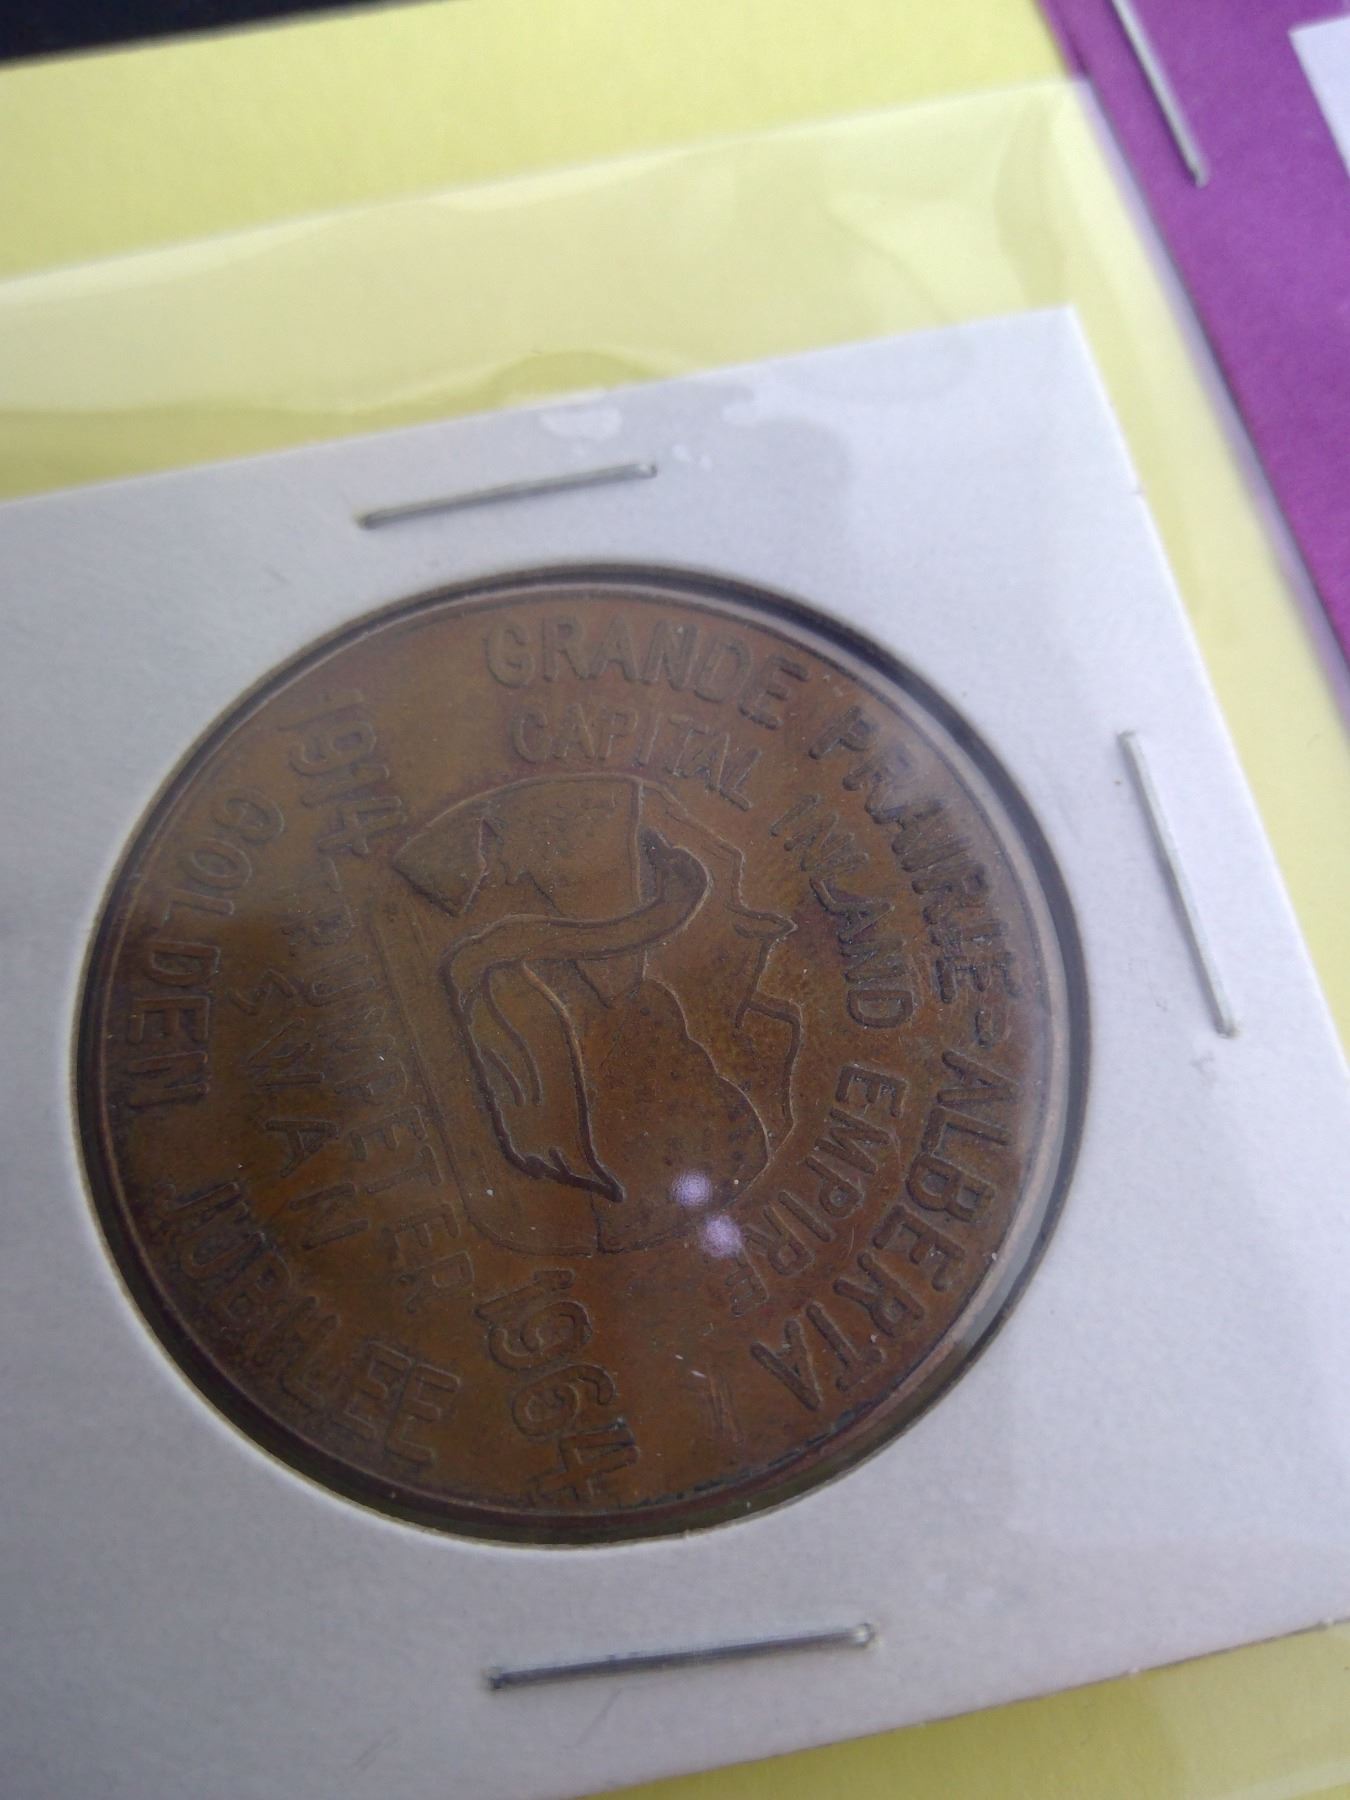 GRANDE PRAIRIE-ALBERTA
CAPITAL INLAND EMPIRE
1914-TRUMPETER 1964
SWAN
GOLDEN JUBILEE